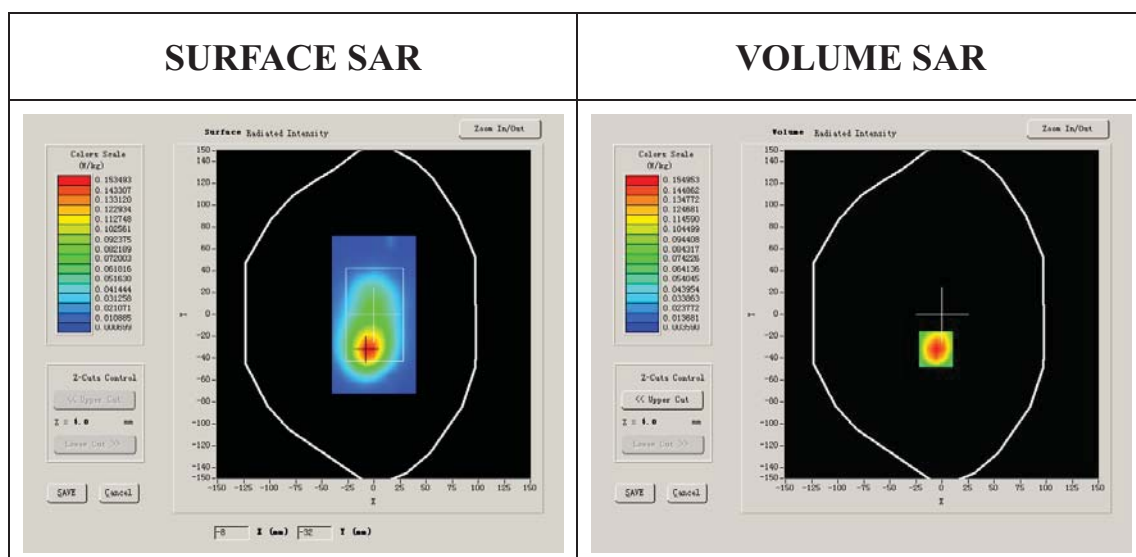 SURFACE SAR
VOLUME SAR
Surface Radiated Intensity
Zoom In/Out
Colors Scale
(W/kg)
0.153493
0.143307
0.133120
0.122934
0.112748
0.102561
0.092375
0.082189
0.072003
0.061816
0.051630
0.041444
0.031258
0.021071
0.010885
0.000699
Z-Cuts Control
<< Upper Cut
Z = 4.0 mm
Lower Cut >>
SAVE
Cancel
150
140
120
100
80
60
40
20
0
-20
-40
-60
-80
-100
-120
-140
-150
Y
-150 -125 -100 -75 -50 -25 0 25 50 75 100 125 150
X
-8 X (mm) -32 Y (mm)
Volume Radiated Intensity
Zoom In/Out
Colors Scale
(W/kg)
0.154953
0.144862
0.134772
0.124681
0.114590
0.104499
0.094408
0.084317
0.074226
0.064136
0.054045
0.043954
0.033863
0.023772
0.013681
0.003590
Z-Cuts Control
<< Upper Cut
Z = 4.0 mm
Lower Cut >>
SAVE
Cancel
150
140
120
100
80
60
40
20
0
-20
-40
-60
-80
-100
-120
-140
-150
Y
-150 -125 -100 -75 -50 -25 0 25 50 75 100 125 150
X